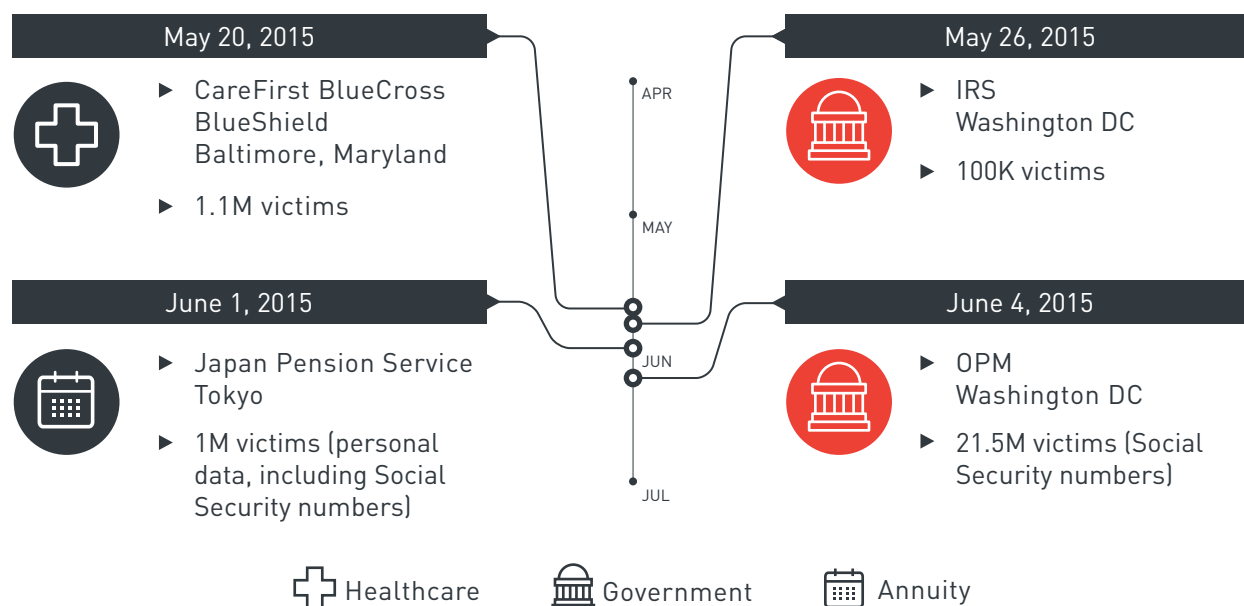 May 20, 2015
CareFirst BlueCross
BlueShield
Baltimore, Maryland
1.1M victims
May 26, 2015
IRS
Washington DC
100K victims
APR
MAY
JUN
JUL
June 1, 2015
Japan Pension Service
Tokyo
1M victims (personal
data, including Social
Security numbers)
June 4, 2015
OPM
Washington DC
21.5M victims (Social
Security numbers)
Healthcare
Government
Annuity